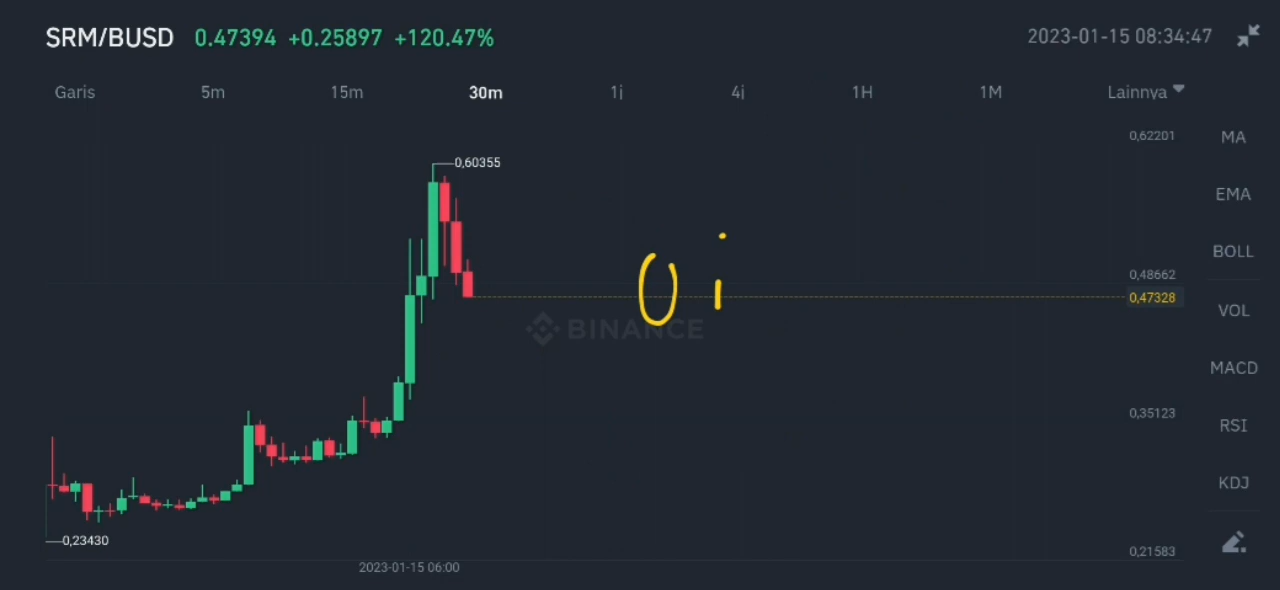 SRM/BUSD 0.47394 +0.25897 +120.47% 2023-01-15 08:34:47
Garis 5m 15m 30m 1j 4j 1H 1M Lainnya
0,62201
MA
0,60355
EMA
BOLL
0,48662
0,47328
VOL
BINANCE
MACD
0,35123
RSI
KDJ
0,23430
0,21583
2023-01-15 06:00